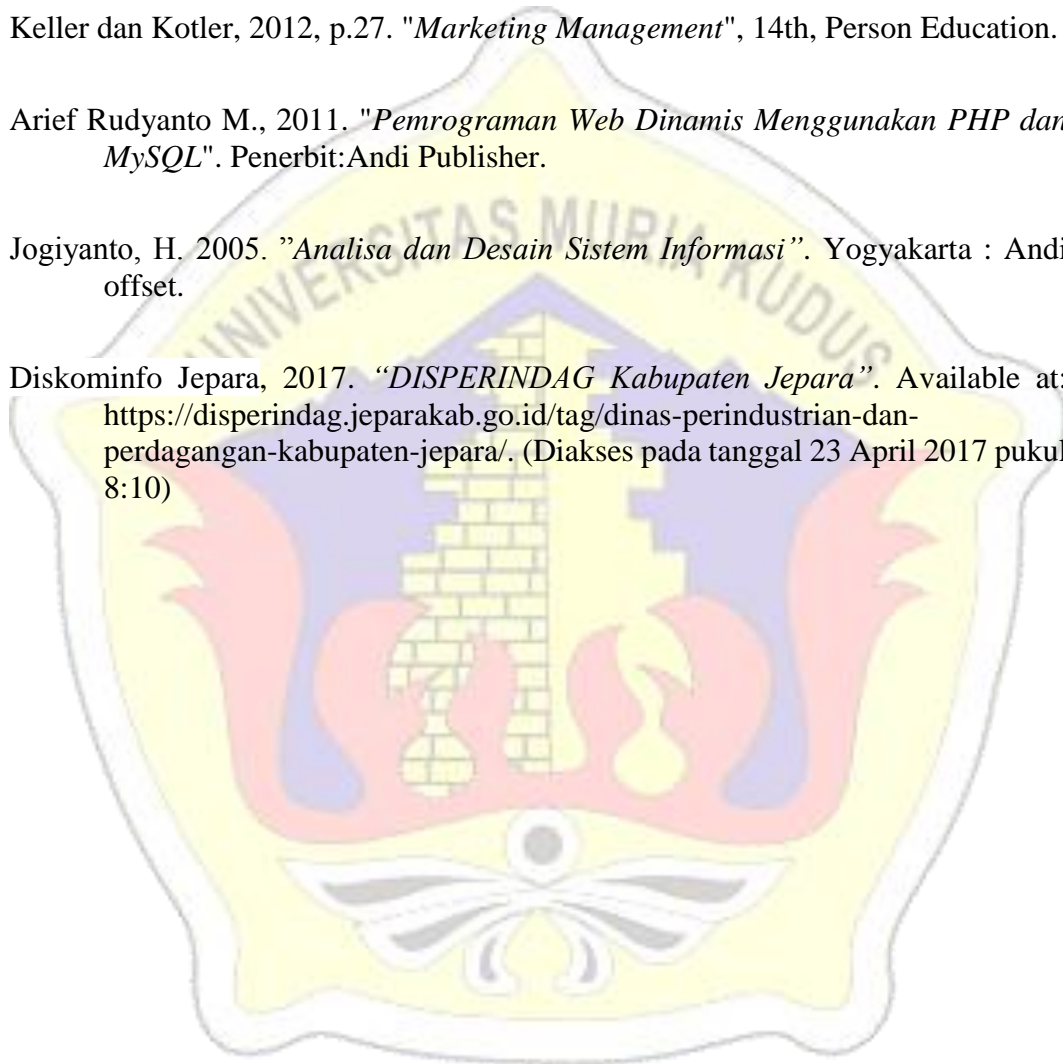 Keller dan Kotler, 2012, p.27. "Marketing Management", 14th, Person Education.
Arief Rudyanto M., 2011. "Pemrograman Web Dinamis Menggunakan PHP dan
MySQL". Penerbit:Andi Publisher.
Jogiyanto, H. 2005. ”Analisa dan Desain Sistem Informasi”. Yogyakarta : Andi
offset.
Diskominfo Jepara, 2017. “DISPERINDAG Kabupaten Jepara”. Available at:
https://disperindag.jeparakab.go.id/tag/dinas-perindustrian-dan-
perdagangan-kabupaten-jepara/. (Diakses pada tanggal 23 April 2017 pukul
8:10)
UNIVERSITAS MURIA KUDUS